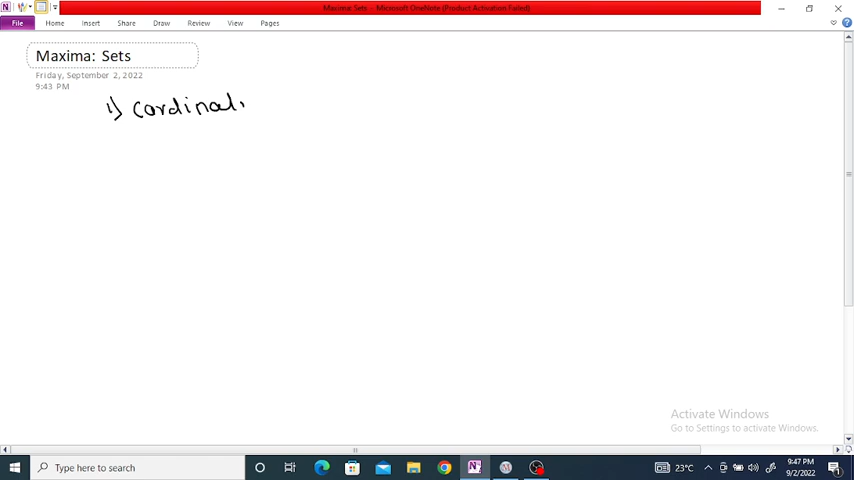 Maxima: Sets - Microsoft OneNote (Product Activation Failed)
File Home Insert Draw History Review View Pages
Maxima: Sets
Friday, September 2, 2022
9:43 PM
1) cardinal,
Activate Windows
Go to Settings to activate Windows.
Type here to search
23°C
9:47 PM
9/2/2022